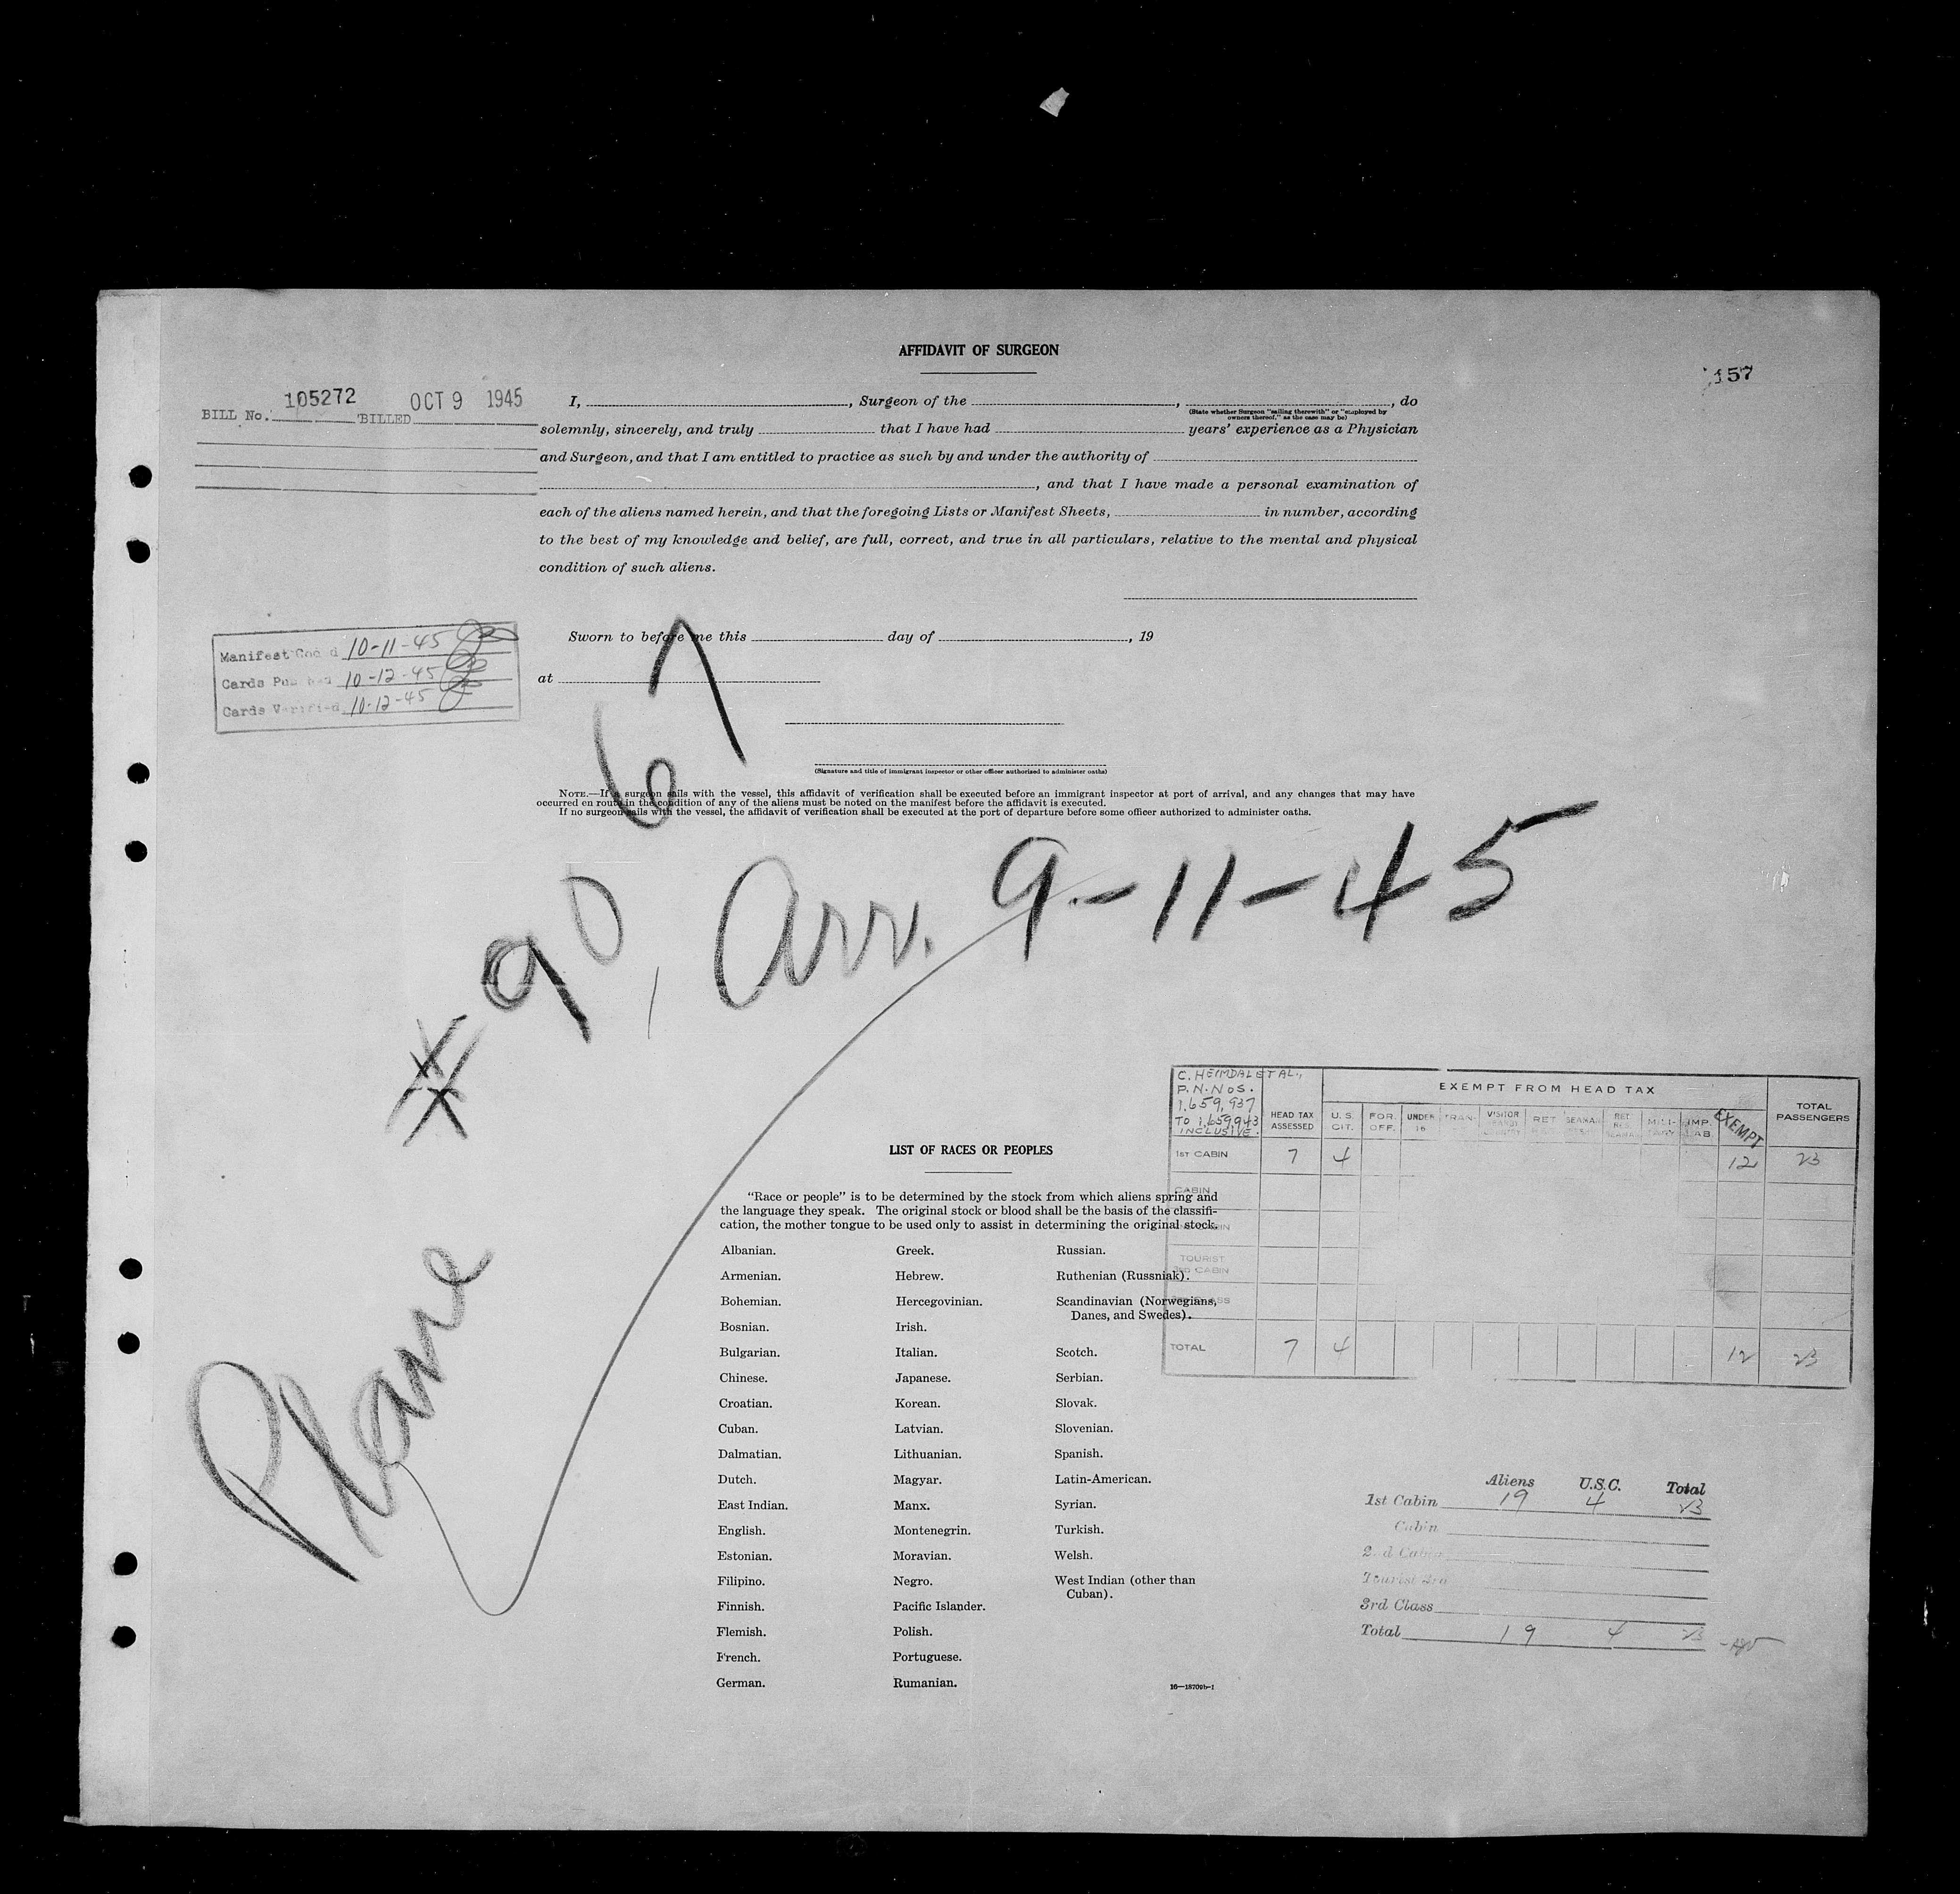 AFFIDAVIT OF SURGEON
157
BILL No. 105272 BILLED OCT 9 1945
I, , Surgeon of the , , do
(State whether Surgeon "sailing therewith" or "employed by owners thereof," as the case may be)
solemnly, sincerely, and truly that I have had years' experience as a Physician
and Surgeon, and that I am entitled to practice as such by and under the authority of
, and that I have made a personal examination of
each of the aliens named herein, and that the foregoing Lists or Manifest Sheets, in number, according
to the best of my knowledge and belief, are full, correct, and true in all particulars, relative to the mental and physical
condition of such aliens.
Sworn to before me this day of , 19
at
Manifest Coded 10-11-45
Cards Punched 10-12-45
Cards Verified 10-12-45
(Signature and title of immigrant inspector or other officer authorized to administer oaths)
NOTE.—If a surgeon sails with the vessel, this affidavit of verification shall be executed before an immigrant inspector at port of arrival, and any changes that may have
occurred en route in the condition of any of the aliens must be noted on the manifest before the affidavit is executed.
If no surgeon sails with the vessel, the affidavit of verification shall be executed at the port of departure before some officer authorized to administer oaths.
67
Plane #90, Arr. 9-11-45
C. HEIMDAL ET AL.,
P.N. NOS.
1,659,937
TO 1,659,943
INCLUSIVE.
HEAD TAX ASSESSED
EXEMPT FROM HEAD TAX
U. S. CIT. FOR. OFF. UNDER 16 TRAN- VISITOR RET SEAMAN RET. RES. SEAMAN MILI- IMP. LAB EXEMPT
TOTAL PASSENGERS
1ST CABIN 7 4 12 23
CABIN
TOURIST
3RD CABIN
TOTAL 7 4 12 23
LIST OF RACES OR PEOPLES
"Race or people" is to be determined by the stock from which aliens spring and
the language they speak. The original stock or blood shall be the basis of the classifi-
cation, the mother tongue to be used only to assist in determining the original stock.
Albanian.
Armenian.
Bohemian.
Bosnian.
Bulgarian.
Chinese.
Croatian.
Cuban.
Dalmatian.
Dutch.
East Indian.
English.
Estonian.
Filipino.
Finnish.
Flemish.
French.
German.
Greek.
Hebrew.
Hercegovinian.
Irish.
Italian.
Japanese.
Korean.
Latvian.
Lithuanian.
Magyar.
Manx.
Montenegrin.
Moravian.
Negro.
Pacific Islander.
Polish.
Portuguese.
Rumanian.
Russian.
Ruthenian (Russniak).
Scandinavian (Norwegians,
Danes, and Swedes).
Scotch.
Serbian.
Slovak.
Slovenian.
Spanish.
Latin-American.
Syrian.
Turkish.
Welsh.
West Indian (other than
Cuban).
16—18709b-1
Aliens U.S.C. Total
1st Cabin 19 4 23
Cabin
2nd Cabin
Tourist 3rd
3rd Class
Total 19 4 23